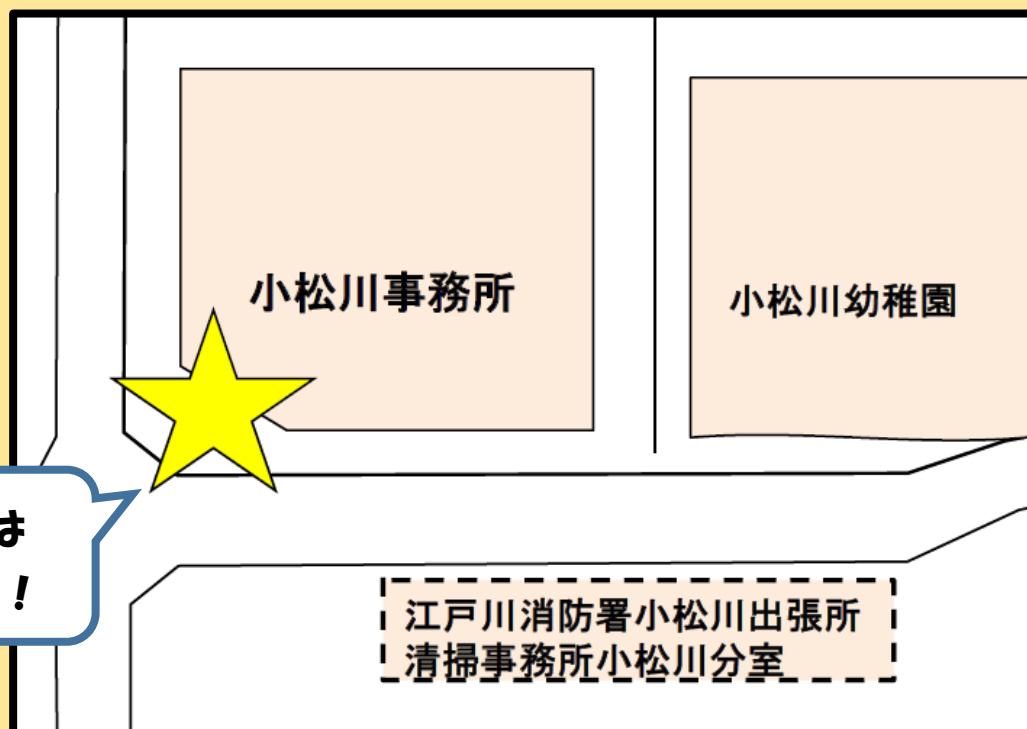 小松川事務所
小松川幼稚園
は
！
江戸川消防署小松川出張所
清掃事務所小松川分室